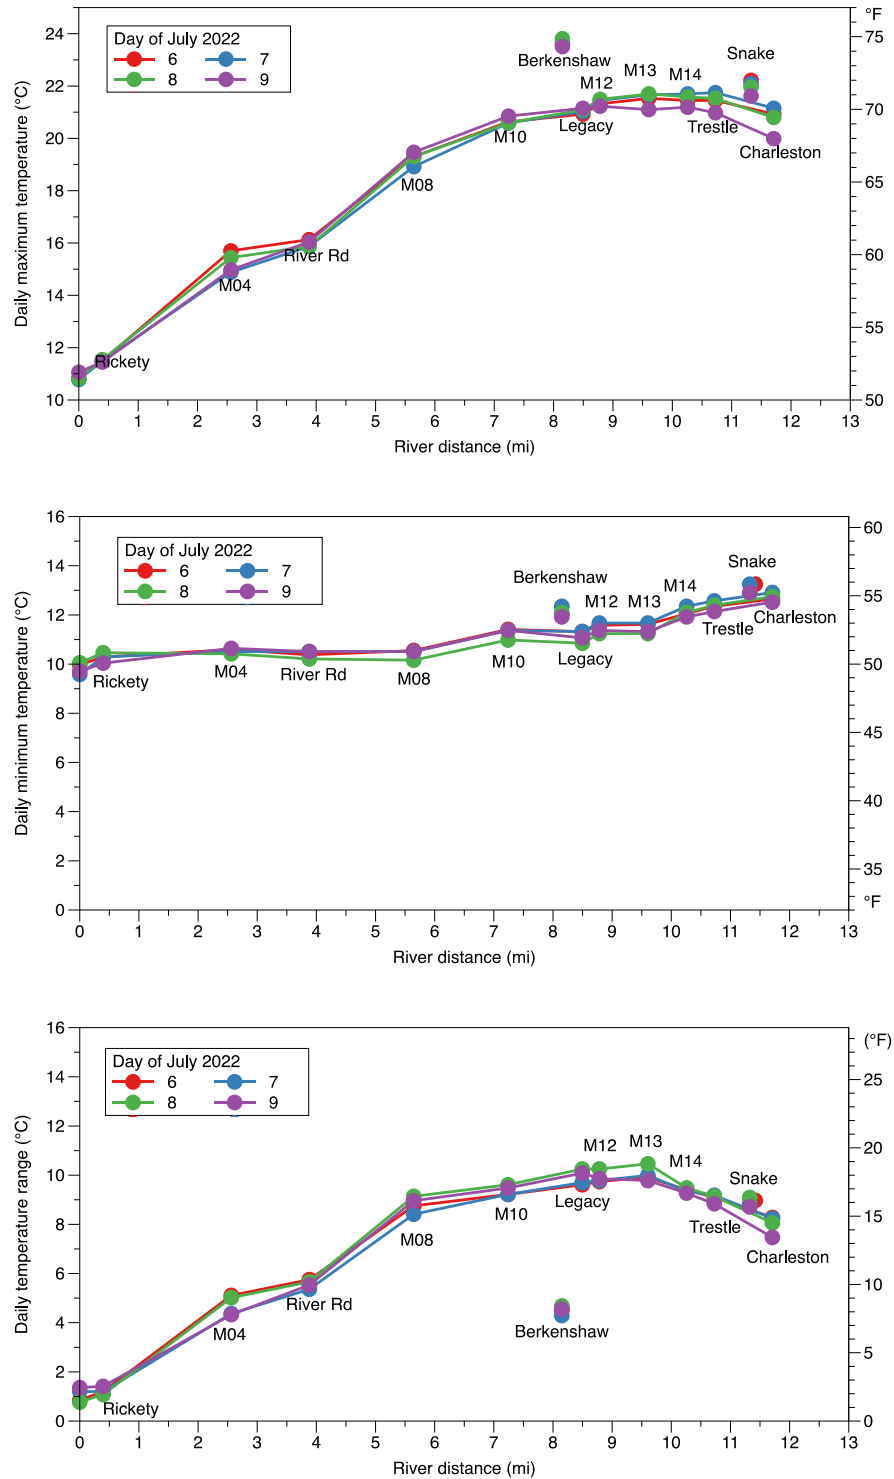 °F
24
22
20
18
16
14
12
10
75
70
65
60
55
50
Daily maximum temperature (°C)
Day of July 2022
6 7
8 9
Berkenshaw
M12
M13
M14
Snake
Legacy
M10
Trestle
Charleston
M08
River Rd
M04
Rickety
0 1 2 3 4 5 6 7 8 9 10 11 12 13
River distance (mi)
16
14
12
10
8
6
4
2
0
60
55
50
45
40
35
°F
Daily minimum temperature (°C)
Day of July 2022
6 7
8 9
Berkenshaw
M12
M13
M14
Snake
Charleston
Trestle
Legacy
M10
M08
River Rd
M04
Rickety
0 1 2 3 4 5 6 7 8 9 10 11 12 13
River distance (mi)
16
14
12
10
8
6
4
2
0
(°F)
25
20
15
10
5
0
Daily temperature range (°C)
Day of July 2022
6 7
8 9
M12
M13
M14
Snake
Legacy
Trestle
M10
M08
Charleston
River Rd
M04
Berkenshaw
Rickety
0 1 2 3 4 5 6 7 8 9 10 11 12 13
River distance (mi)